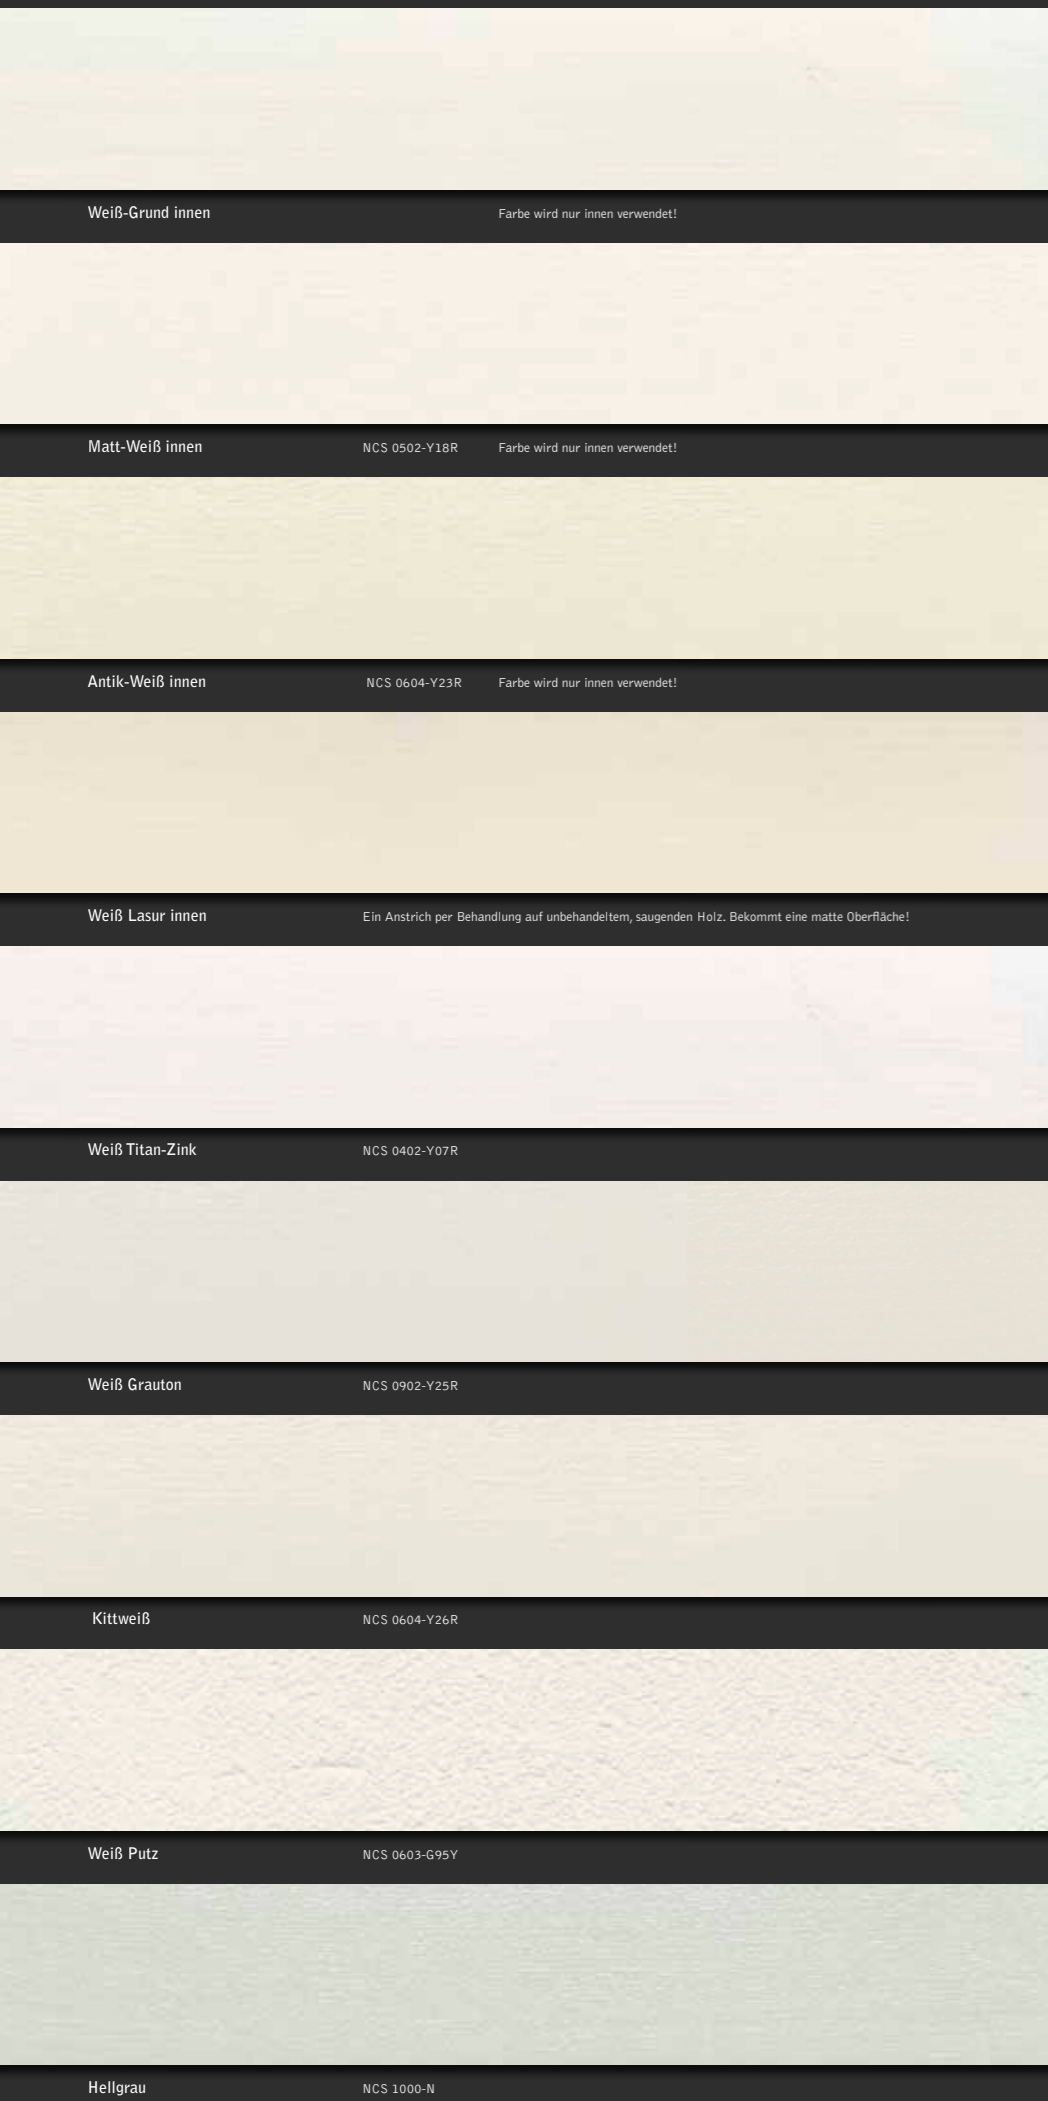 Weiß-Grund innen Farbe wird nur innen verwendet!
Matt-Weiß innen NCS 0502-Y18R Farbe wird nur innen verwendet!
Antik-Weiß innen NCS 0604-Y23R Farbe wird nur innen verwendet!
Weiß Lasur innen Ein Anstrich per Behandlung auf unbehandeltem, saugenden Holz. Bekommt eine matte Oberfläche!
Weiß Titan-Zink NCS 0402-Y07R
Weiß Grauton NCS 0902-Y25R
Kittweiß NCS 0604-Y26R
Weiß Putz NCS 0603-G95Y
Hellgrau NCS 1000-N